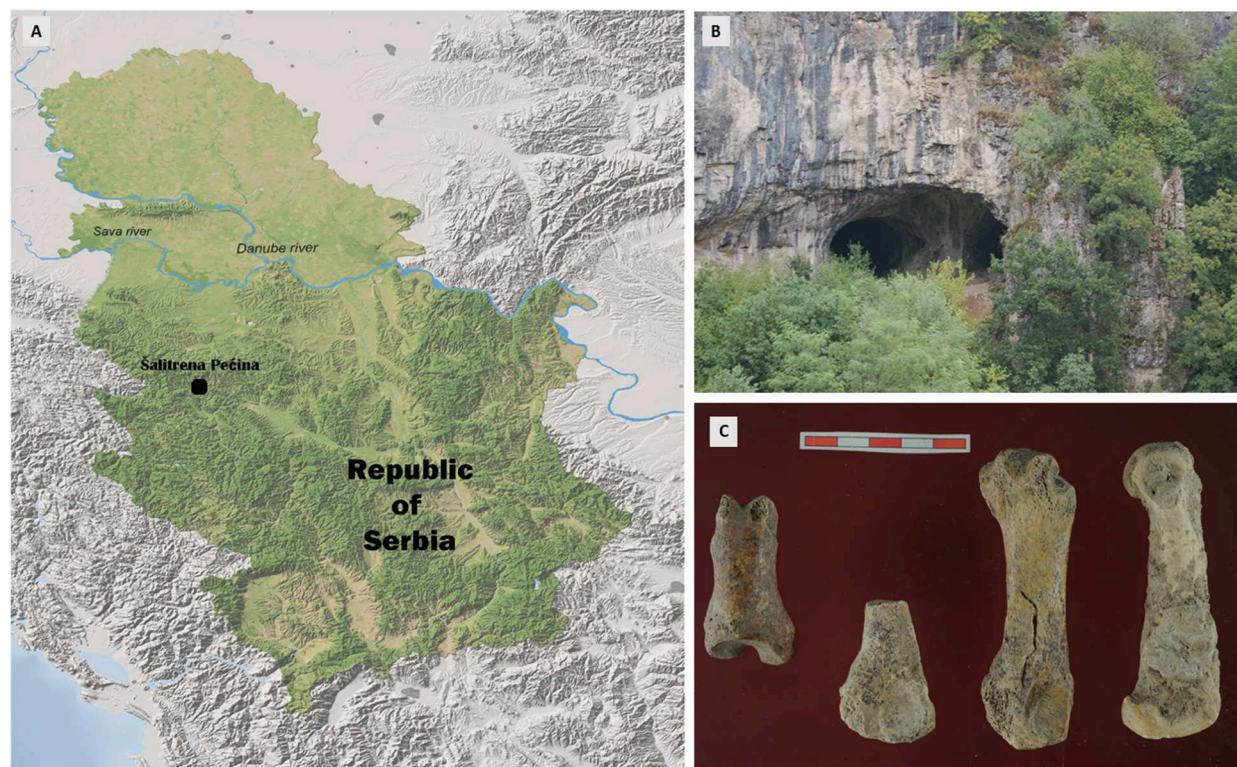 A
Sava river
Danube river
Šalitrena Pećina
Republic
of
Serbia
B
C